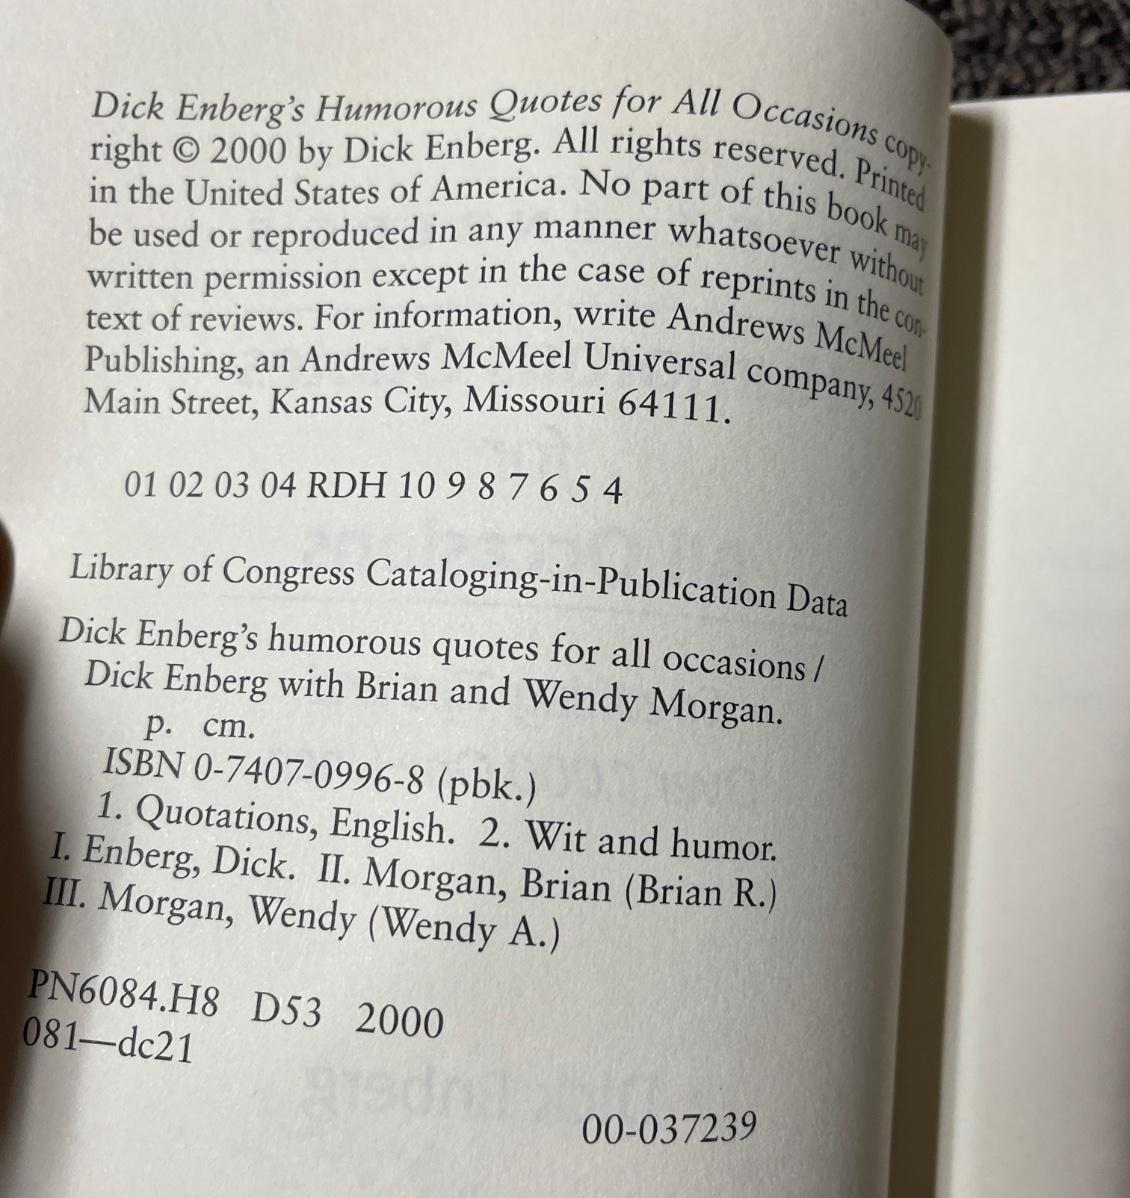 Dick Enberg's Humorous Quotes for All Occasions copy-
right © 2000 by Dick Enberg. All rights reserved. Printed
in the United States of America. No part of this book may
be used or reproduced in any manner whatsoever without
written permission except in the case of reprints in the con-
text of reviews. For information, write Andrews McMeel
Publishing, an Andrews McMeel Universal company, 4520
Main Street, Kansas City, Missouri 64111.
01 02 03 04 RDH 10 9 8 7 6 5 4
Library of Congress Cataloging-in-Publication Data
Dick Enberg's humorous quotes for all occasions /
Dick Enberg with Brian and Wendy Morgan.
p. cm.
ISBN 0-7407-0996-8 (pbk.)
1. Quotations, English. 2. Wit and humor.
I. Enberg, Dick. II. Morgan, Brian (Brian R.)
III. Morgan, Wendy (Wendy A.)
PN6084.H8 D53 2000
081—dc21
00-037239